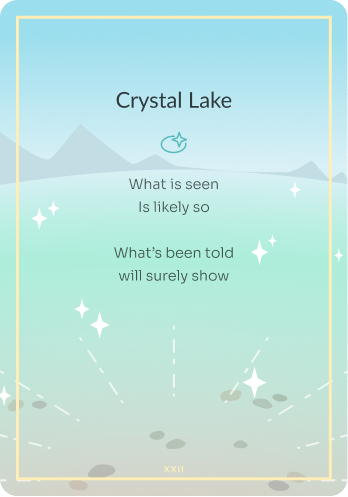 Crystal Lake
What is seen
Is likely so
What's been told
will surely show
XXII